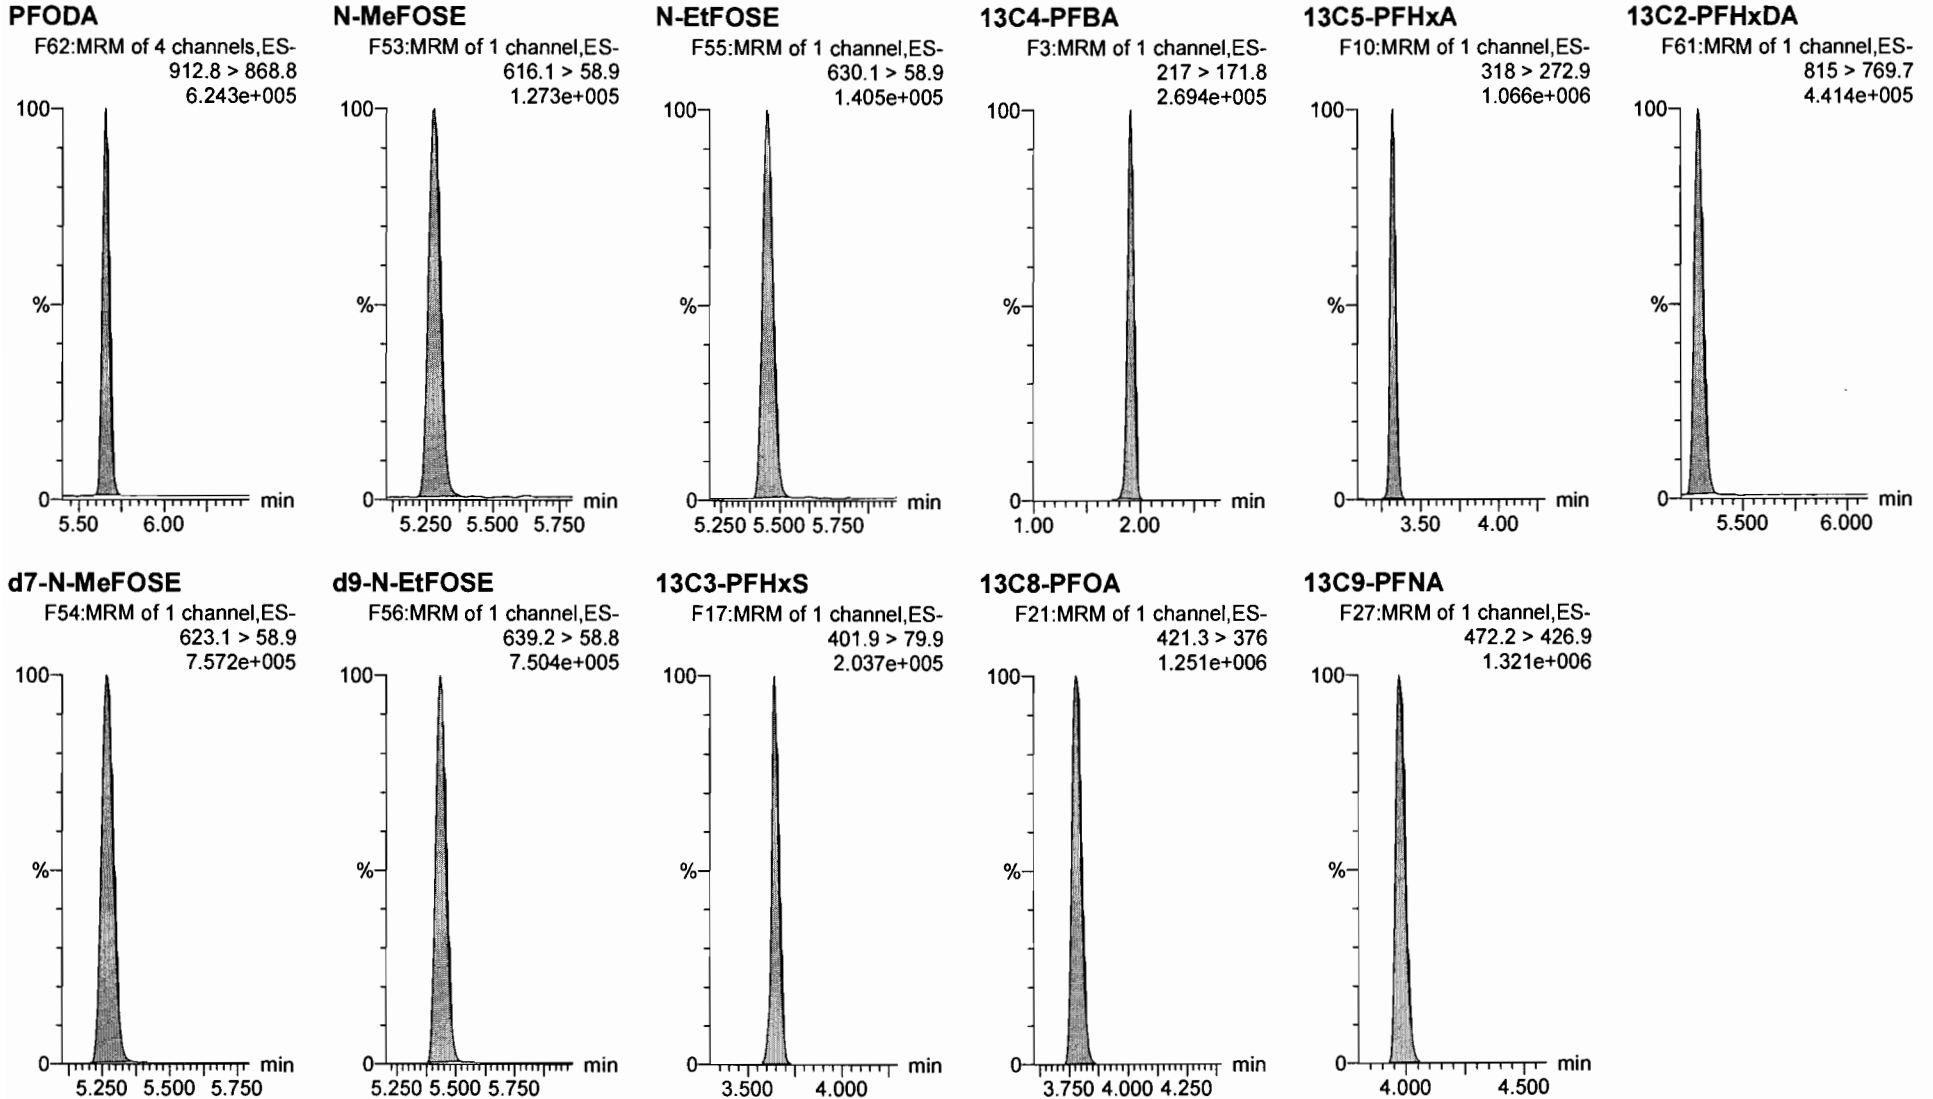 PFODA
F62:MRM of 4 channels,ES-
912.8 > 868.8
6.243e+005
100
%
0
min
5.50 6.00
N-MeFOSE
F53:MRM of 1 channel,ES-
616.1 > 58.9
1.273e+005
100
%
0
min
5.250 5.500 5.750
N-EtFOSE
F55:MRM of 1 channel,ES-
630.1 > 58.9
1.405e+005
100
%
0
min
5.250 5.500 5.750
13C4-PFBA
F3:MRM of 1 channel,ES-
217 > 171.8
2.694e+005
100
%
0
min
1.00 2.00
13C5-PFHxA
F10:MRM of 1 channel,ES-
318 > 272.9
1.066e+006
100
%
0
min
3.50 4.00
13C2-PFHxDA
F61:MRM of 1 channel,ES-
815 > 769.7
4.414e+005
100
%
0
min
5.500 6.000
d7-N-MeFOSE
F54:MRM of 1 channel,ES-
623.1 > 58.9
7.572e+005
100
%
0
min
5.250 5.500 5.750
d9-N-EtFOSE
F56:MRM of 1 channel,ES-
639.2 > 58.8
7.504e+005
100
%
0
min
5.250 5.500 5.750
13C3-PFHxS
F17:MRM of 1 channel,ES-
401.9 > 79.9
2.037e+005
100
%
0
min
3.500 4.000
13C8-PFOA
F21:MRM of 1 channel,ES-
421.3 > 376
1.251e+006
100
%
0
min
3.750 4.000 4.250
13C9-PFNA
F27:MRM of 1 channel,ES-
472.2 > 426.9
1.321e+006
100
%
0
min
4.000 4.500